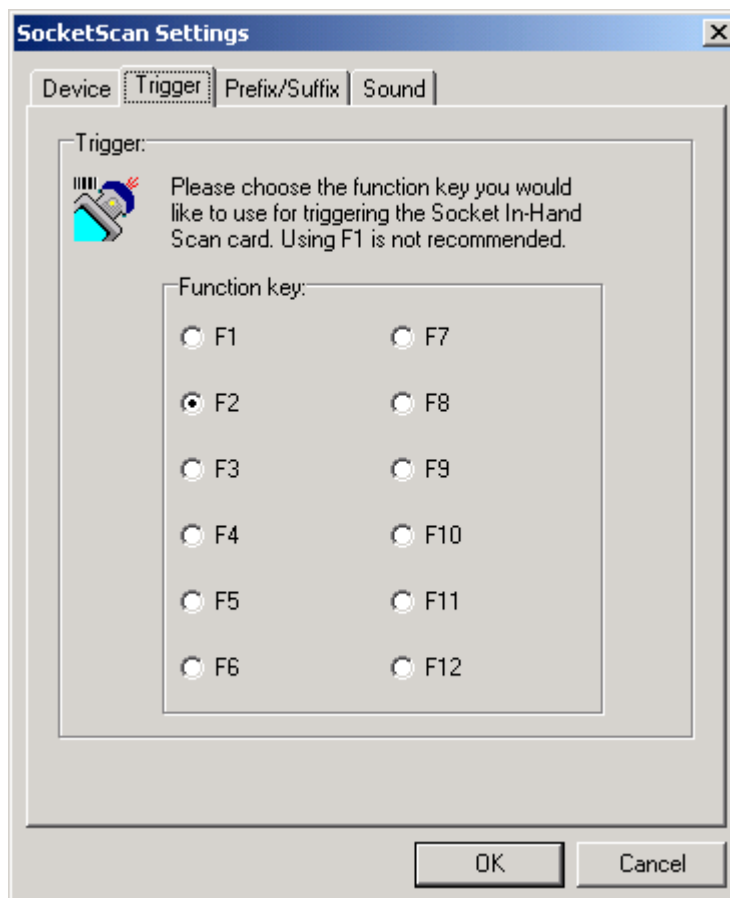 SocketScan Settings
Device Trigger Prefix/Suffix Sound
Trigger:
Please choose the function key you would
like to use for triggering the Socket In-Hand
Scan card. Using F1 is not recommended.
Function key:
F1 F7
F2 F8
F3 F9
F4 F10
F5 F11
F6 F12
OK Cancel